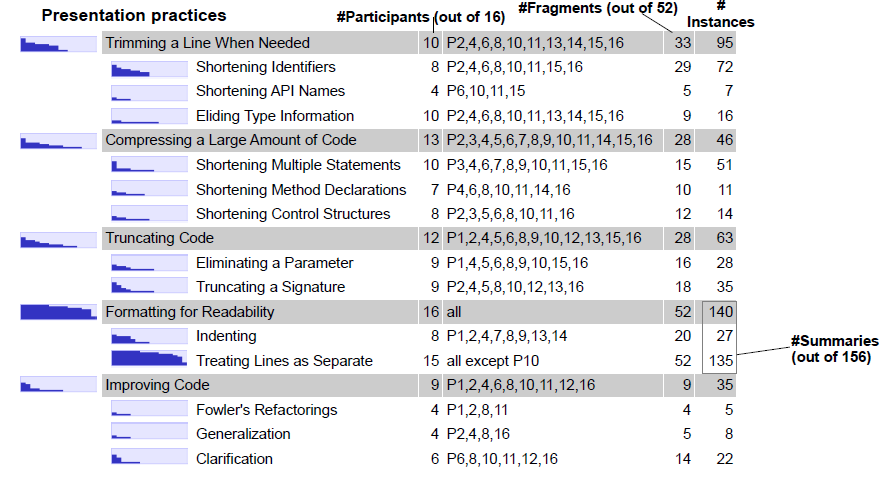 Presentation practices #Participants (out of 16) #Fragments (out of 52) # Instances
Trimming a Line When Needed 10 P2,4,6,8,10,11,13,14,15,16 33 95
Shortening Identifiers 8 P2,4,6,8,10,11,15,16 29 72
Shortening API Names 4 P6,10,11,15 5 7
Eliding Type Information 10 P2,4,6,8,10,11,13,14,15,16 9 16
Compressing a Large Amount of Code 13 P2,3,4,5,6,7,8,9,10,11,14,15,16 28 46
Shortening Multiple Statements 10 P3,4,6,7,8,9,10,11,15,16 15 51
Shortening Method Declarations 7 P4,6,8,10,11,14,16 10 11
Shortening Control Structures 8 P2,3,5,6,8,10,11,16 12 14
Truncating Code 12 P1,2,4,5,6,8,9,10,12,13,15,16 28 63
Eliminating a Parameter 9 P1,4,5,6,8,9,10,15,16 16 28
Truncating a Signature 9 P2,4,5,8,10,12,13,16 18 35
Formatting for Readability 16 all 52 140
Indenting 8 P1,2,4,7,8,9,13,14 20 27
Treating Lines as Separate 15 all except P10 52 135
#Summaries
(out of 156)
Improving Code 9 P1,2,4,6,8,10,11,12,16 9 35
Fowler's Refactorings 4 P1,2,8,11 4 5
Generalization 4 P2,4,8,16 5 8
Clarification 6 P6,8,10,11,12,16 14 22